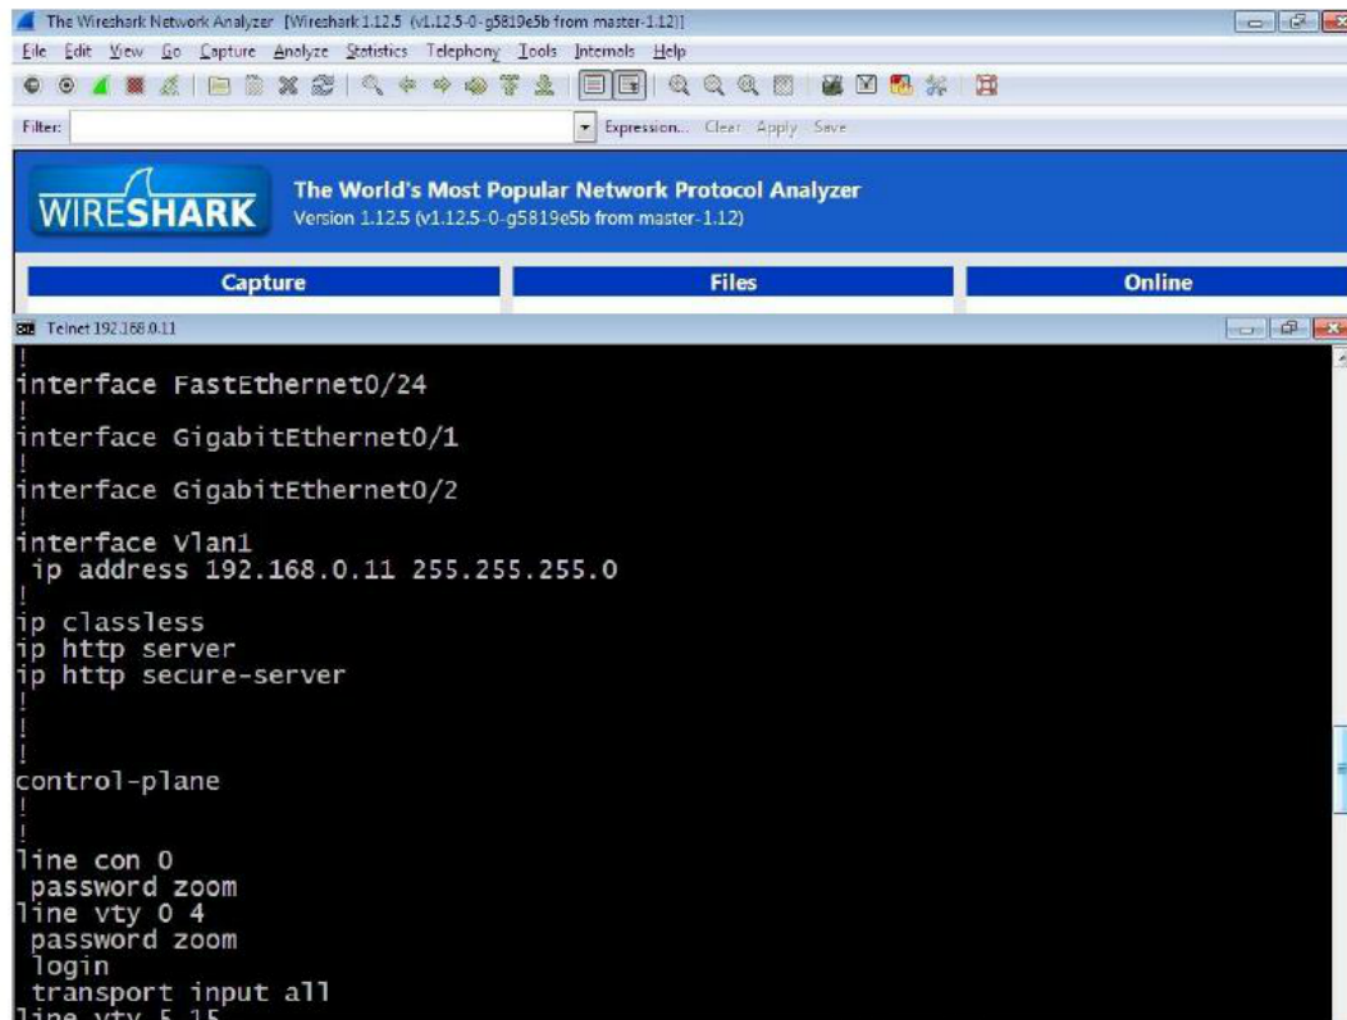 The Wireshark Network Analyzer [Wireshark 1.12.5 (v1.12.5-0-g5819e5b from master-1.12)]
File Edit View Go Capture Analyze Statistics Telephony Tools Internals Help
Filter: Expression... Clear Apply Save
WIRESHARK
The World's Most Popular Network Protocol Analyzer
Version 1.12.5 (v1.12.5-0-g5819e5b from master-1.12)
Capture Files Online
Telnet 192.168.0.11
!
interface FastEthernet0/24
!
interface GigabitEthernet0/1
!
interface GigabitEthernet0/2
!
interface Vlan1
ip address 192.168.0.11 255.255.255.0
!
ip classless
ip http server
ip http secure-server
!
!
!
control-plane
!
!
line con 0
password zoom
line vty 0 4
password zoom
login
transport input all
line vty 5 15